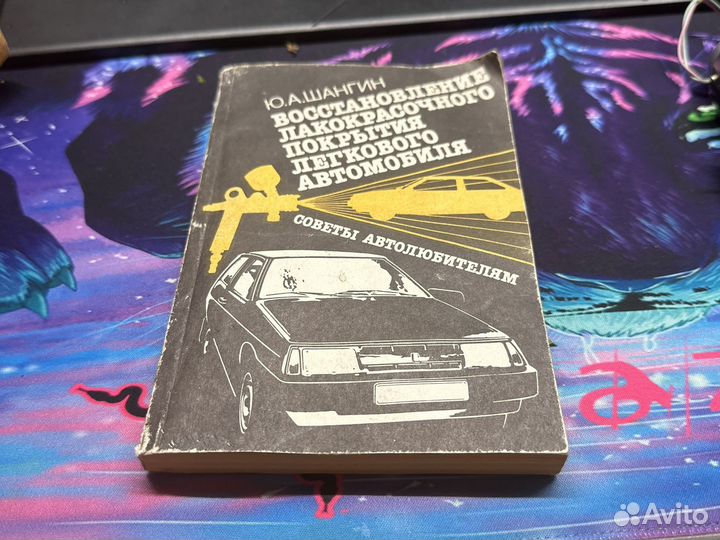 Ю.А.ШАНГИН
ВОССТАНОВЛЕНИЕ
ЛАКОКРАСОЧНОГО
ПОКРЫТИЯ
ЛЕГКОВОГО
АВТОМОБИЛЯ
СОВЕТЫ АВТОЛЮБИТЕЛЯМ
Avito